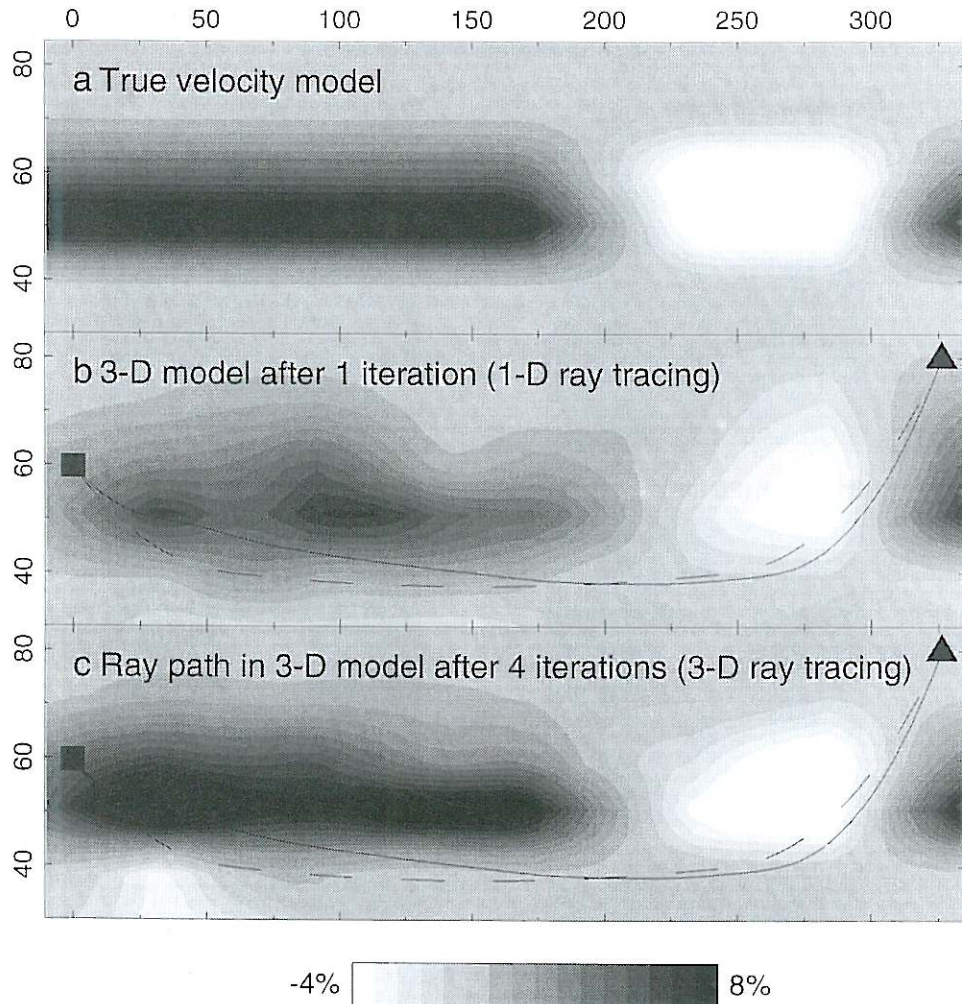 0 50 100 150 200 250 300
80
a True velocity model
60
40
80
b 3-D model after 1 iteration (1-D ray tracing)
60
40
80
c Ray path in 3-D model after 4 iterations (3-D ray tracing)
60
40
-4% 8%